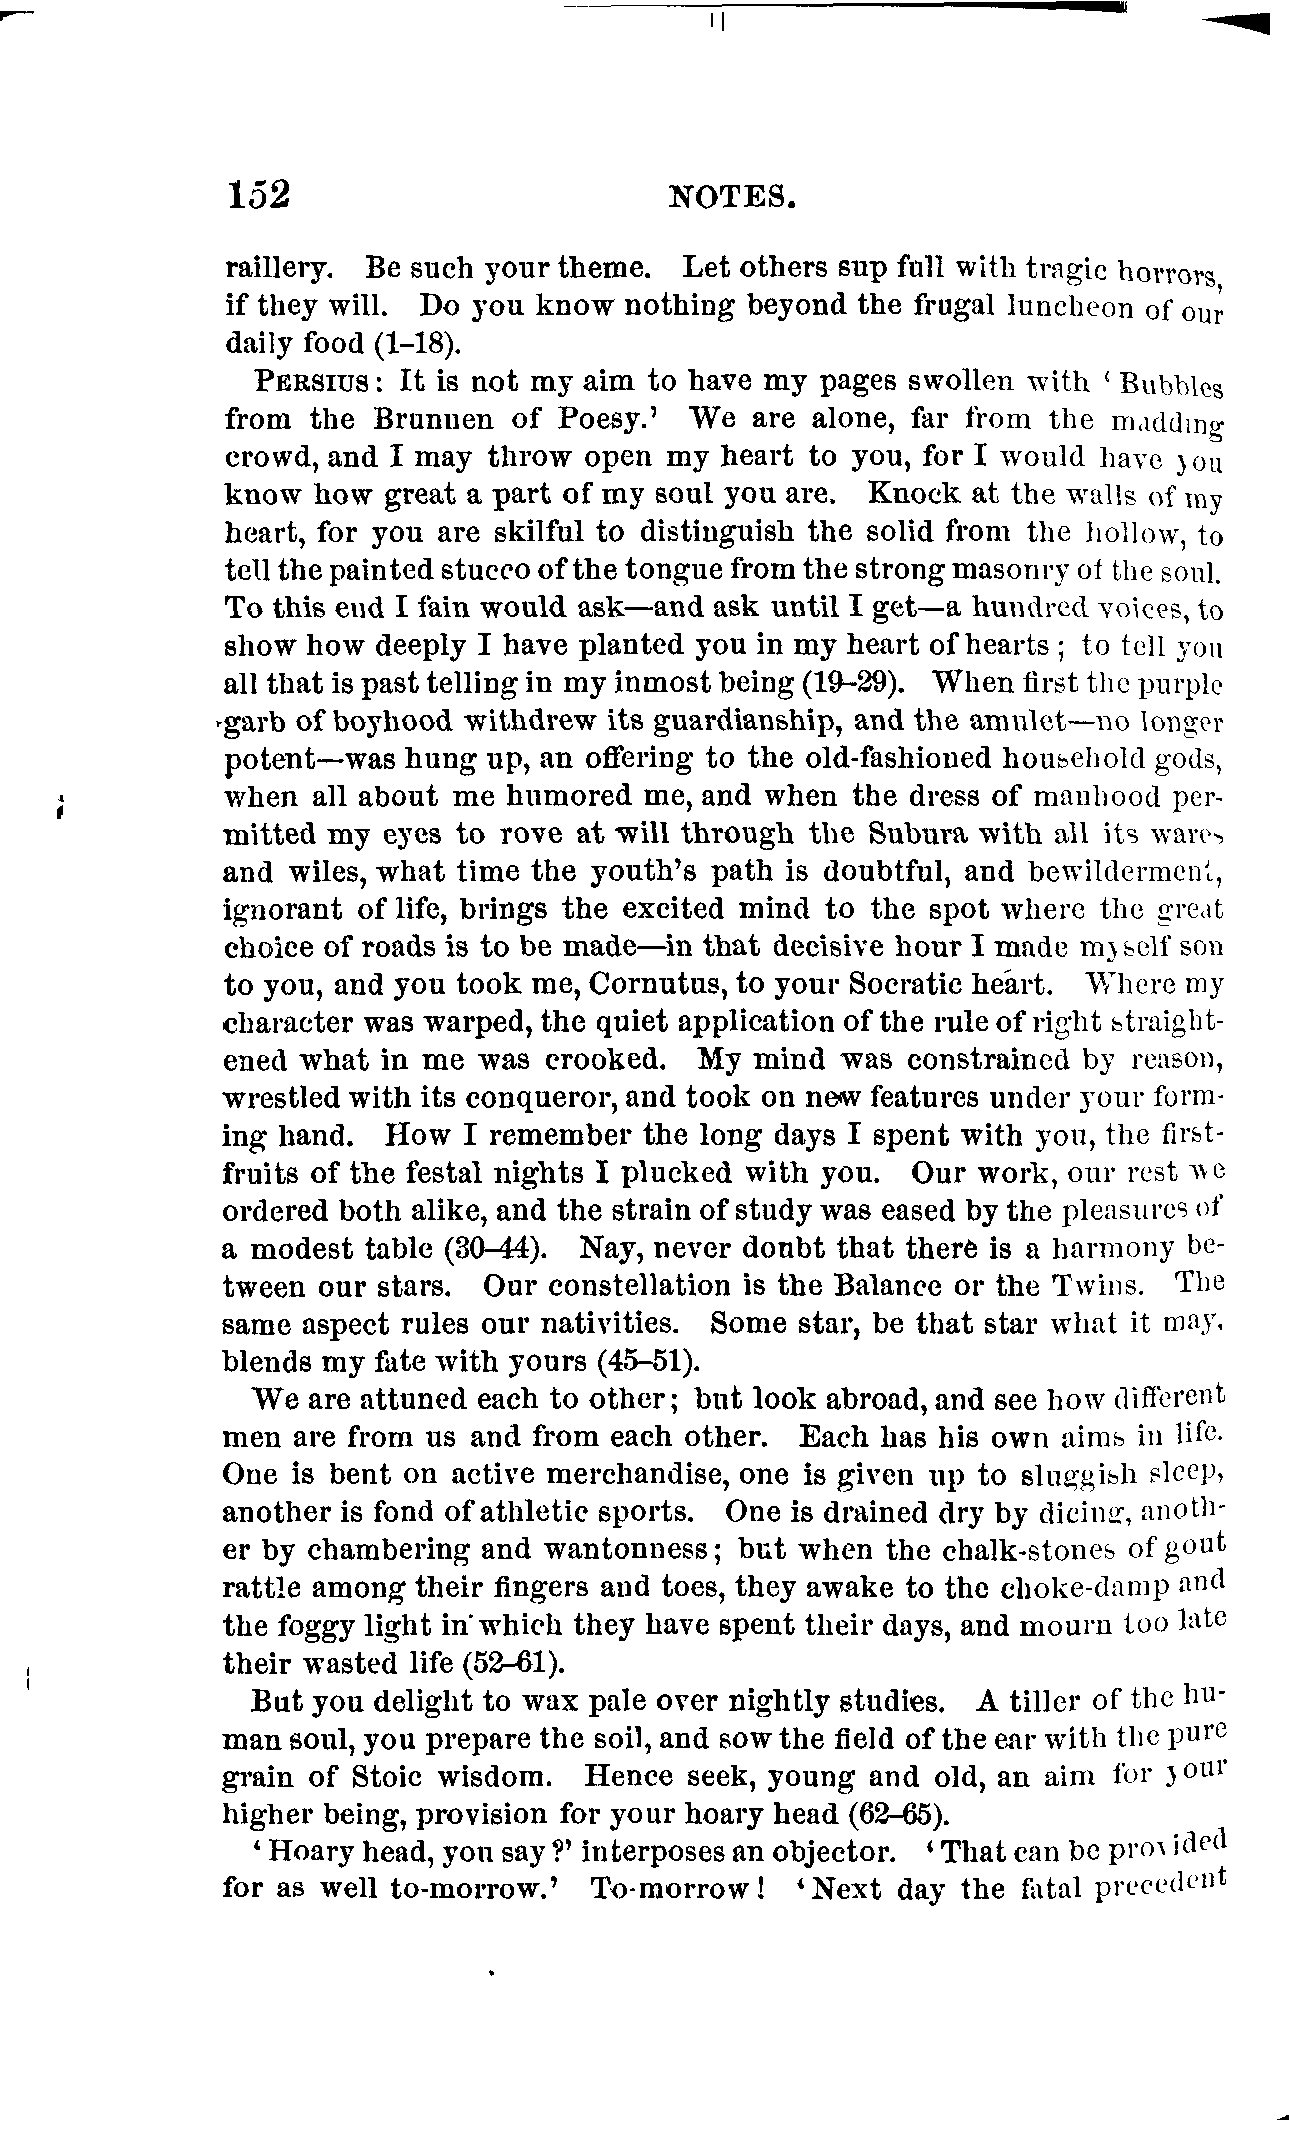 152 NOTES.
raillery. Be such your theme. Let others sup full with tragic horrors,
if they will. Do you know nothing beyond the frugal luncheon of our
daily food (1–18).
PERSIUS: It is not my aim to have my pages swollen with ‘Bubbles
from the Brunnen of Poesy.’ We are alone, far from the madding
crowd, and I may throw open my heart to you, for I would have you
know how great a part of my soul you are. Knock at the walls of my
heart, for you are skilful to distinguish the solid from the hollow, to
tell the painted stucco of the tongue from the strong masonry of the soul.
To this end I fain would ask—and ask until I get—a hundred voices, to
show how deeply I have planted you in my heart of hearts; to tell you
all that is past telling in my inmost being (19–29). When first the purple
garb of boyhood withdrew its guardianship, and the amulet—no longer
potent—was hung up, an offering to the old-fashioned household gods,
when all about me humored me, and when the dress of manhood per-
mitted my eyes to rove at will through the Subura with all its wares
and wiles, what time the youth's path is doubtful, and bewilderment,
ignorant of life, brings the excited mind to the spot where the great
choice of roads is to be made—in that decisive hour I made myself son
to you, and you took me, Cornutus, to your Socratic heart. Where my
character was warped, the quiet application of the rule of right straight-
ened what in me was crooked. My mind was constrained by reason,
wrestled with its conqueror, and took on new features under your form-
ing hand. How I remember the long days I spent with you, the first-
fruits of the festal nights I plucked with you. Our work, our rest we
ordered both alike, and the strain of study was eased by the pleasures of
a modest table (30–44). Nay, never doubt that there is a harmony be-
tween our stars. Our constellation is the Balance or the Twins. The
same aspect rules our nativities. Some star, be that star what it may,
blends my fate with yours (45–51).
We are attuned each to other; but look abroad, and see how different
men are from us and from each other. Each has his own aims in life.
One is bent on active merchandise, one is given up to sluggish sleep,
another is fond of athletic sports. One is drained dry by dicing, anoth-
er by chambering and wantonness; but when the chalk-stones of gout
rattle among their fingers and toes, they awake to the choke-damp and
the foggy light in which they have spent their days, and mourn too late
their wasted life (52–61).
But you delight to wax pale over nightly studies. A tiller of the hu-
man soul, you prepare the soil, and sow the field of the ear with the pure
grain of Stoic wisdom. Hence seek, young and old, an aim for your
higher being, provision for your hoary head (62–65).
‘Hoary head, you say?’ interposes an objector. ‘That can be provided
for as well to-morrow.’ To-morrow! ‘Next day the fatal precedent